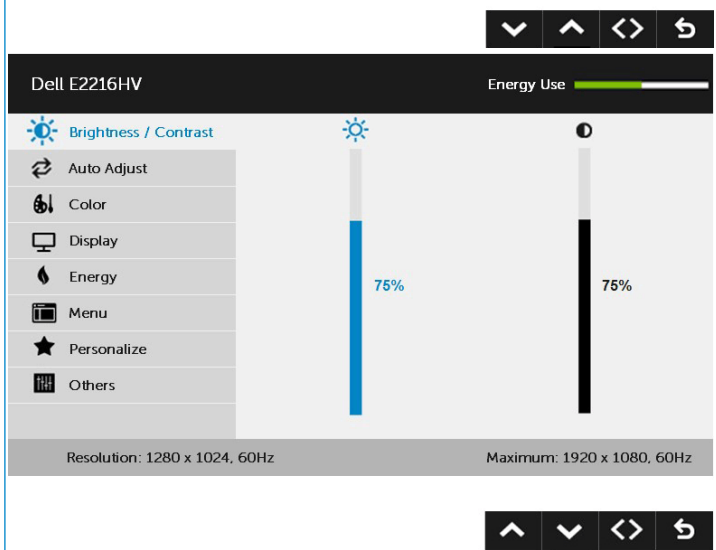 Dell E2216HV
Energy Use
Brightness / Contrast
Auto Adjust
Color
Display
Energy
Menu
Personalize
Others
75%
75%
Resolution: 1280 x 1024, 60Hz
Maximum: 1920 x 1080, 60Hz